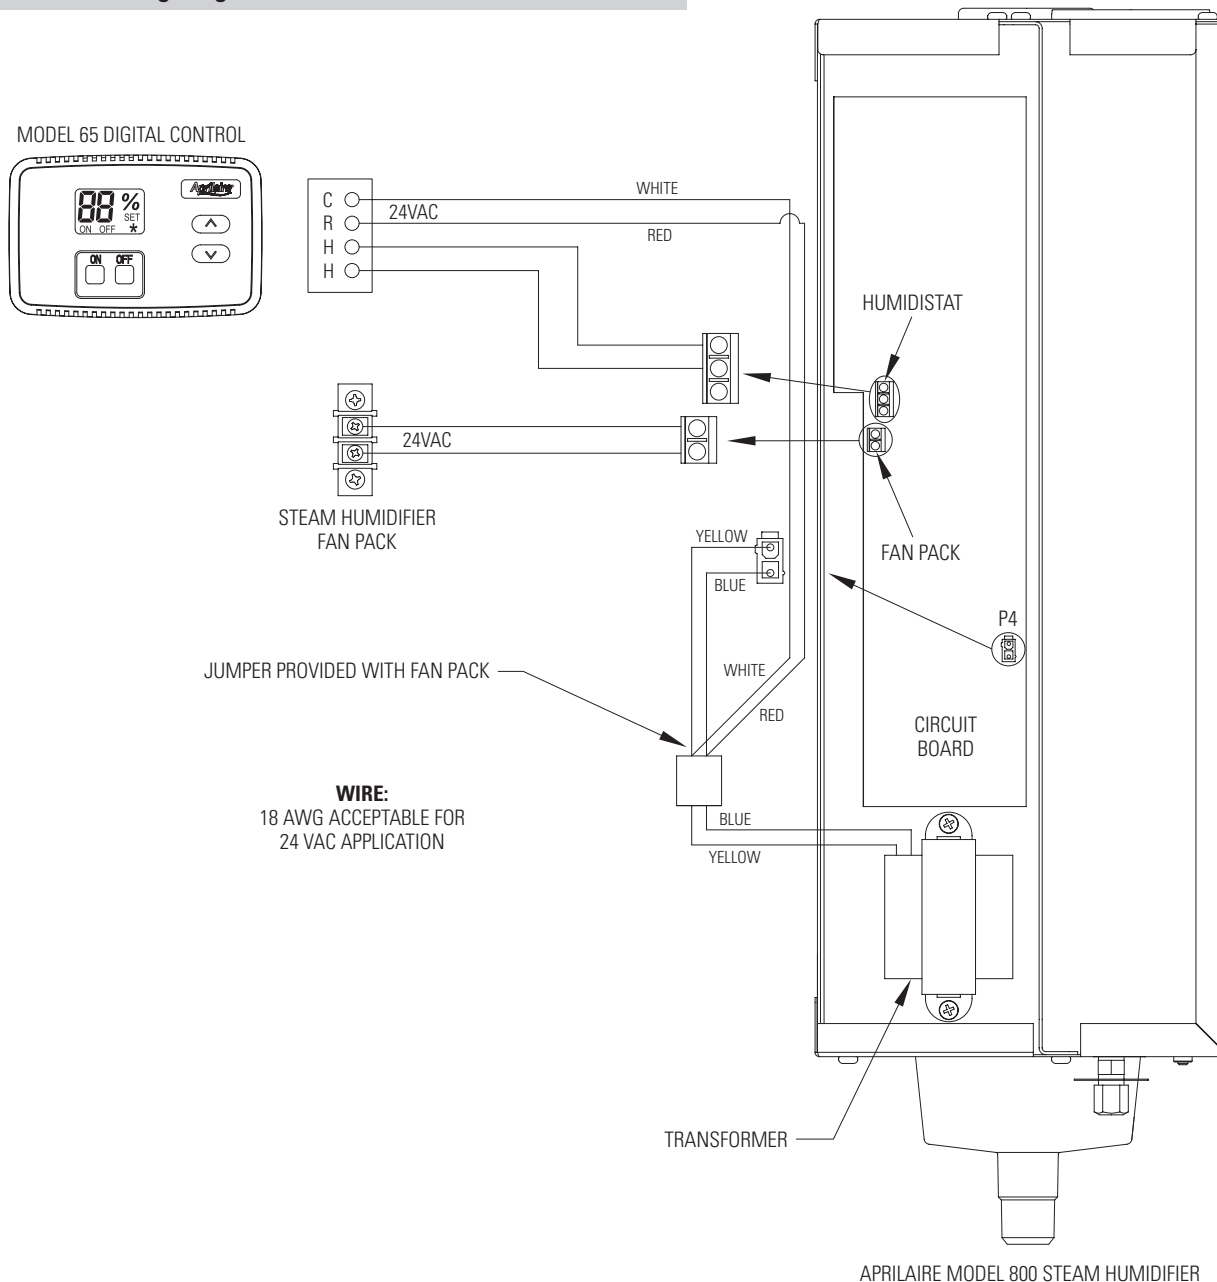 MODEL 65 DIGITAL CONTROL
88 %
SET
ON OFF *
Aprilaire
ON OFF
C
R
H
H
24VAC
WHITE
RED
HUMIDISTAT
24VAC
STEAM HUMIDIFIER
FAN PACK
YELLOW
BLUE
FAN PACK
P4
JUMPER PROVIDED WITH FAN PACK
WHITE
RED
CIRCUIT
BOARD
WIRE:
18 AWG ACCEPTABLE FOR
24 VAC APPLICATION
BLUE
YELLOW
TRANSFORMER
APRILAIRE MODEL 800 STEAM HUMIDIFIER